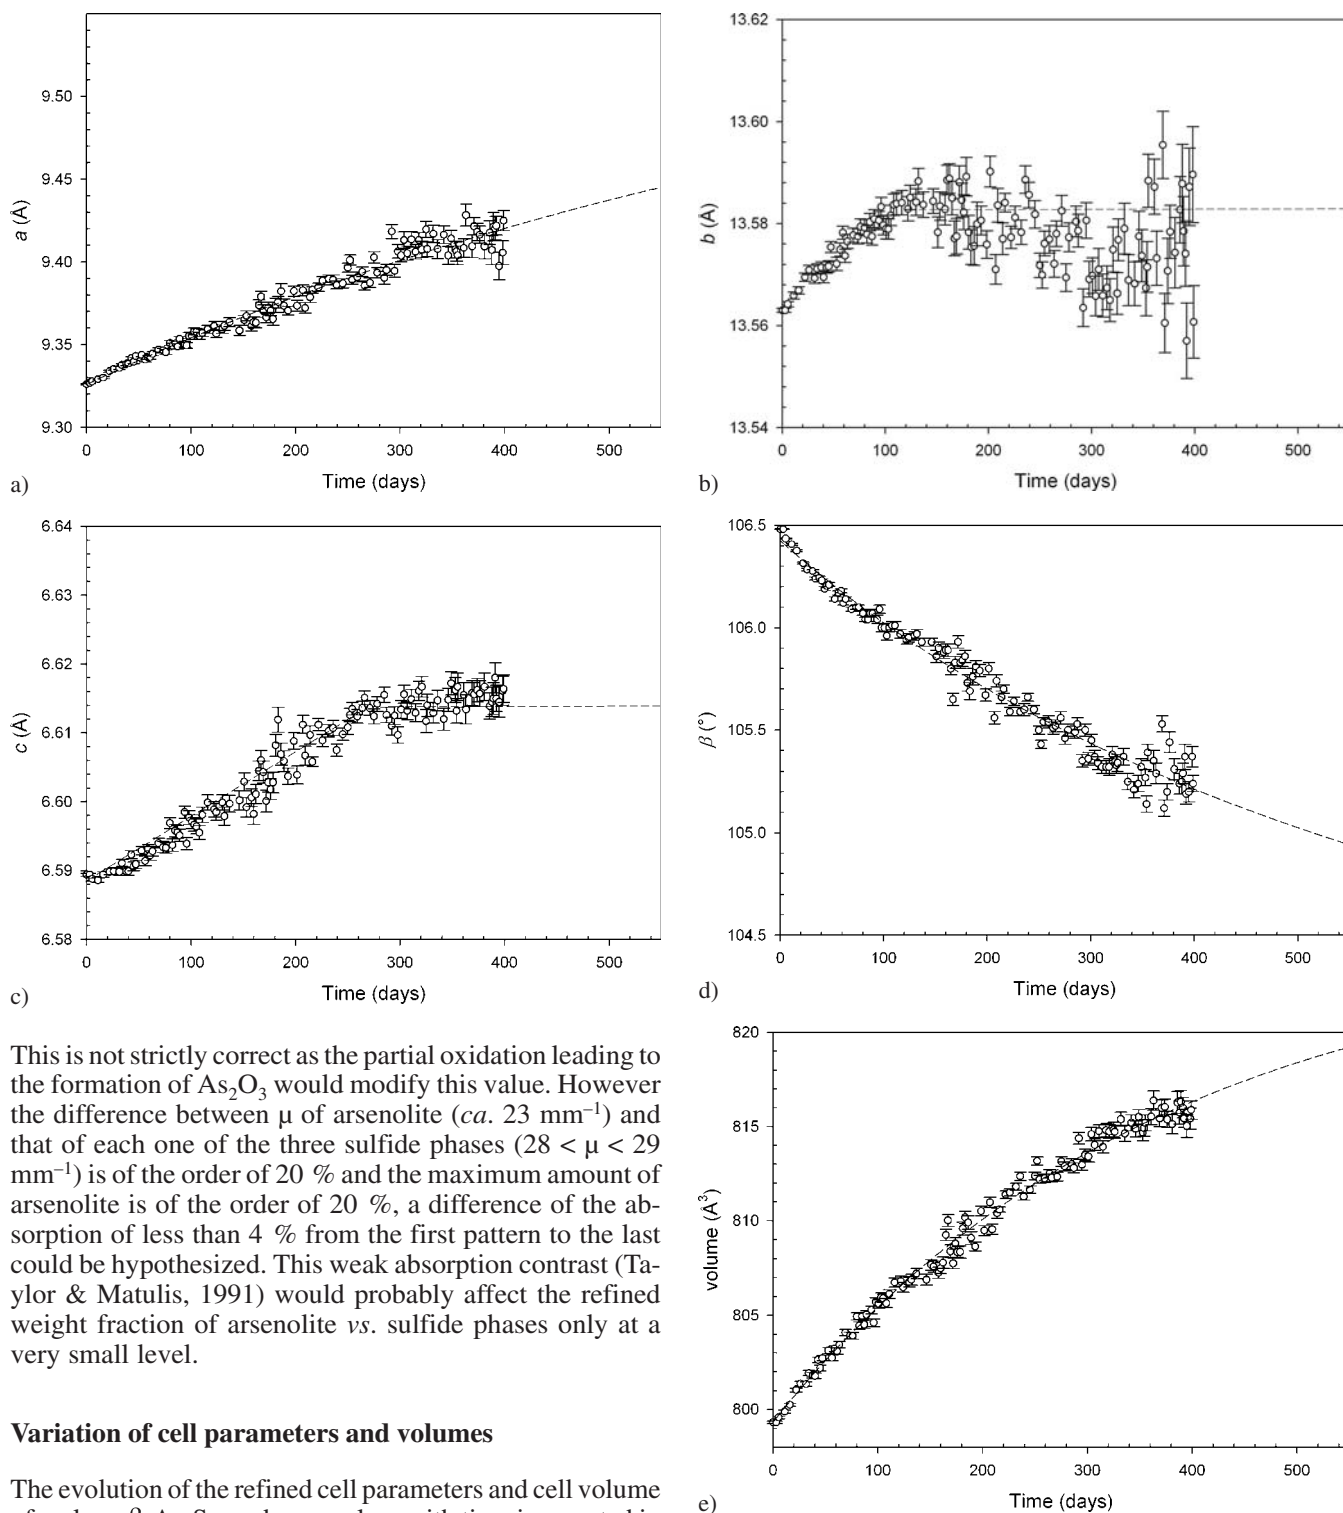 9.50
9.45
9.40
9.35
9.30
a (Å)
0 100 200 300 400 500
Time (days)
a)
13.62
13.60
13.58
13.56
13.54
b (Å)
0 100 200 300 400 500
Time (days)
b)
6.64
6.63
6.62
6.61
6.60
6.59
6.58
c (Å)
0 100 200 300 400 500
Time (days)
c)
106.5
106.0
105.5
105.0
104.5
β (°)
0 100 200 300 400 500
Time (days)
d)
This is not strictly correct as the partial oxidation leading to
the formation of As₂O₃ would modify this value. However
the difference between µ of arsenolite (ca. 23 mm⁻¹) and
that of each one of the three sulfide phases (28 < µ < 29
mm⁻¹) is of the order of 20 % and the maximum amount of
arsenolite is of the order of 20 %, a difference of the ab-
sorption of less than 4 % from the first pattern to the last
could be hypothesized. This weak absorption contrast (Ta-
ylor & Matulis, 1991) would probably affect the refined
weight fraction of arsenolite vs. sulfide phases only at a
very small level.
Variation of cell parameters and volumes
The evolution of the refined cell parameters and cell volume
820
815
810
805
800
volume (Å³)
0 100 200 300 400 500
Time (days)
e)